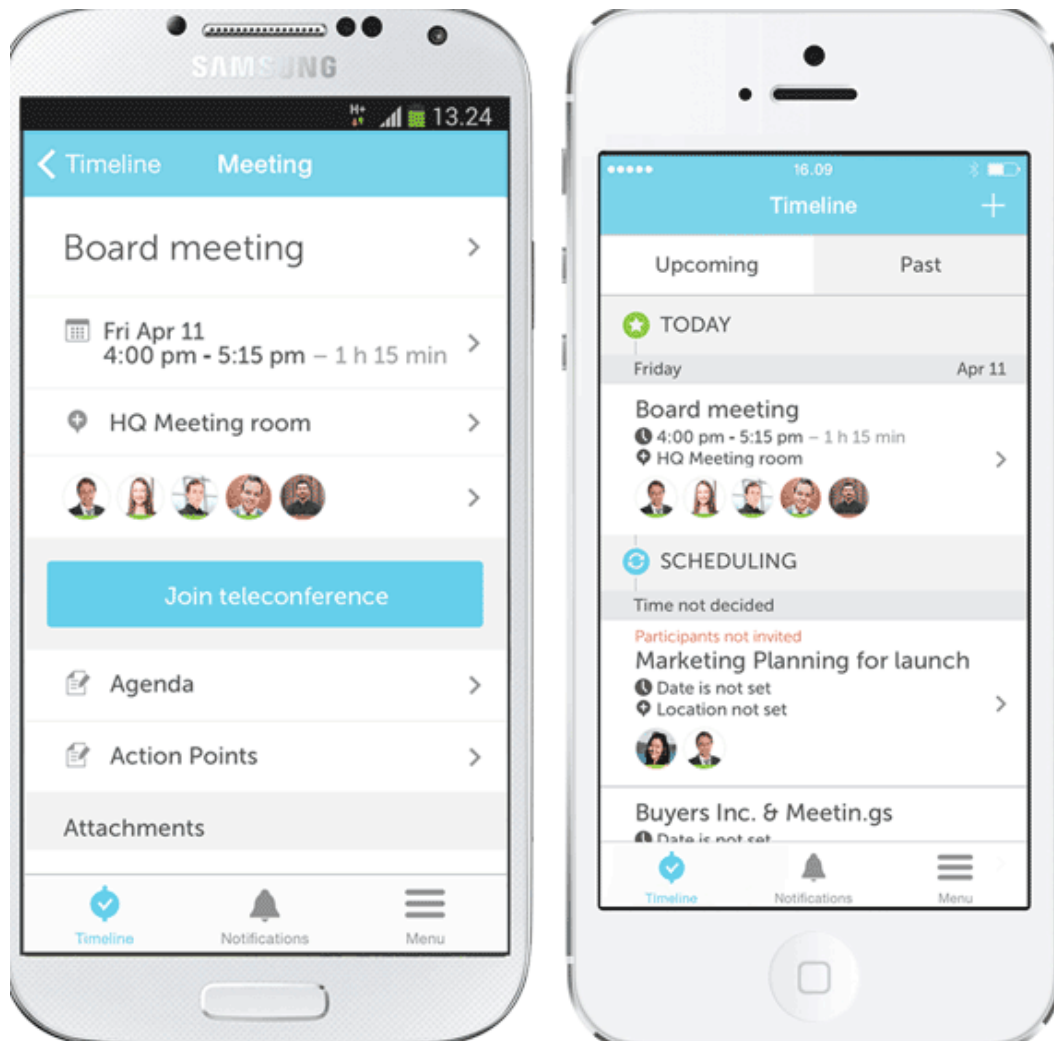 SAMSUNG
H+
13.24
Timeline
Meeting
Board meeting
Fri Apr 11
4:00 pm - 5:15 pm – 1 h 15 min
HQ Meeting room
Join teleconference
Agenda
Action Points
Attachments
Timeline
Notifications
Menu
16.09
Timeline
Upcoming
Past
TODAY
Friday
Apr 11
Board meeting
4:00 pm - 5:15 pm – 1 h 15 min
HQ Meeting room
SCHEDULING
Time not decided
Participants not invited
Marketing Planning for launch
Date is not set
Location not set
Buyers Inc. & Meetin.gs
Date is not set
Timeline
Notifications
Menu